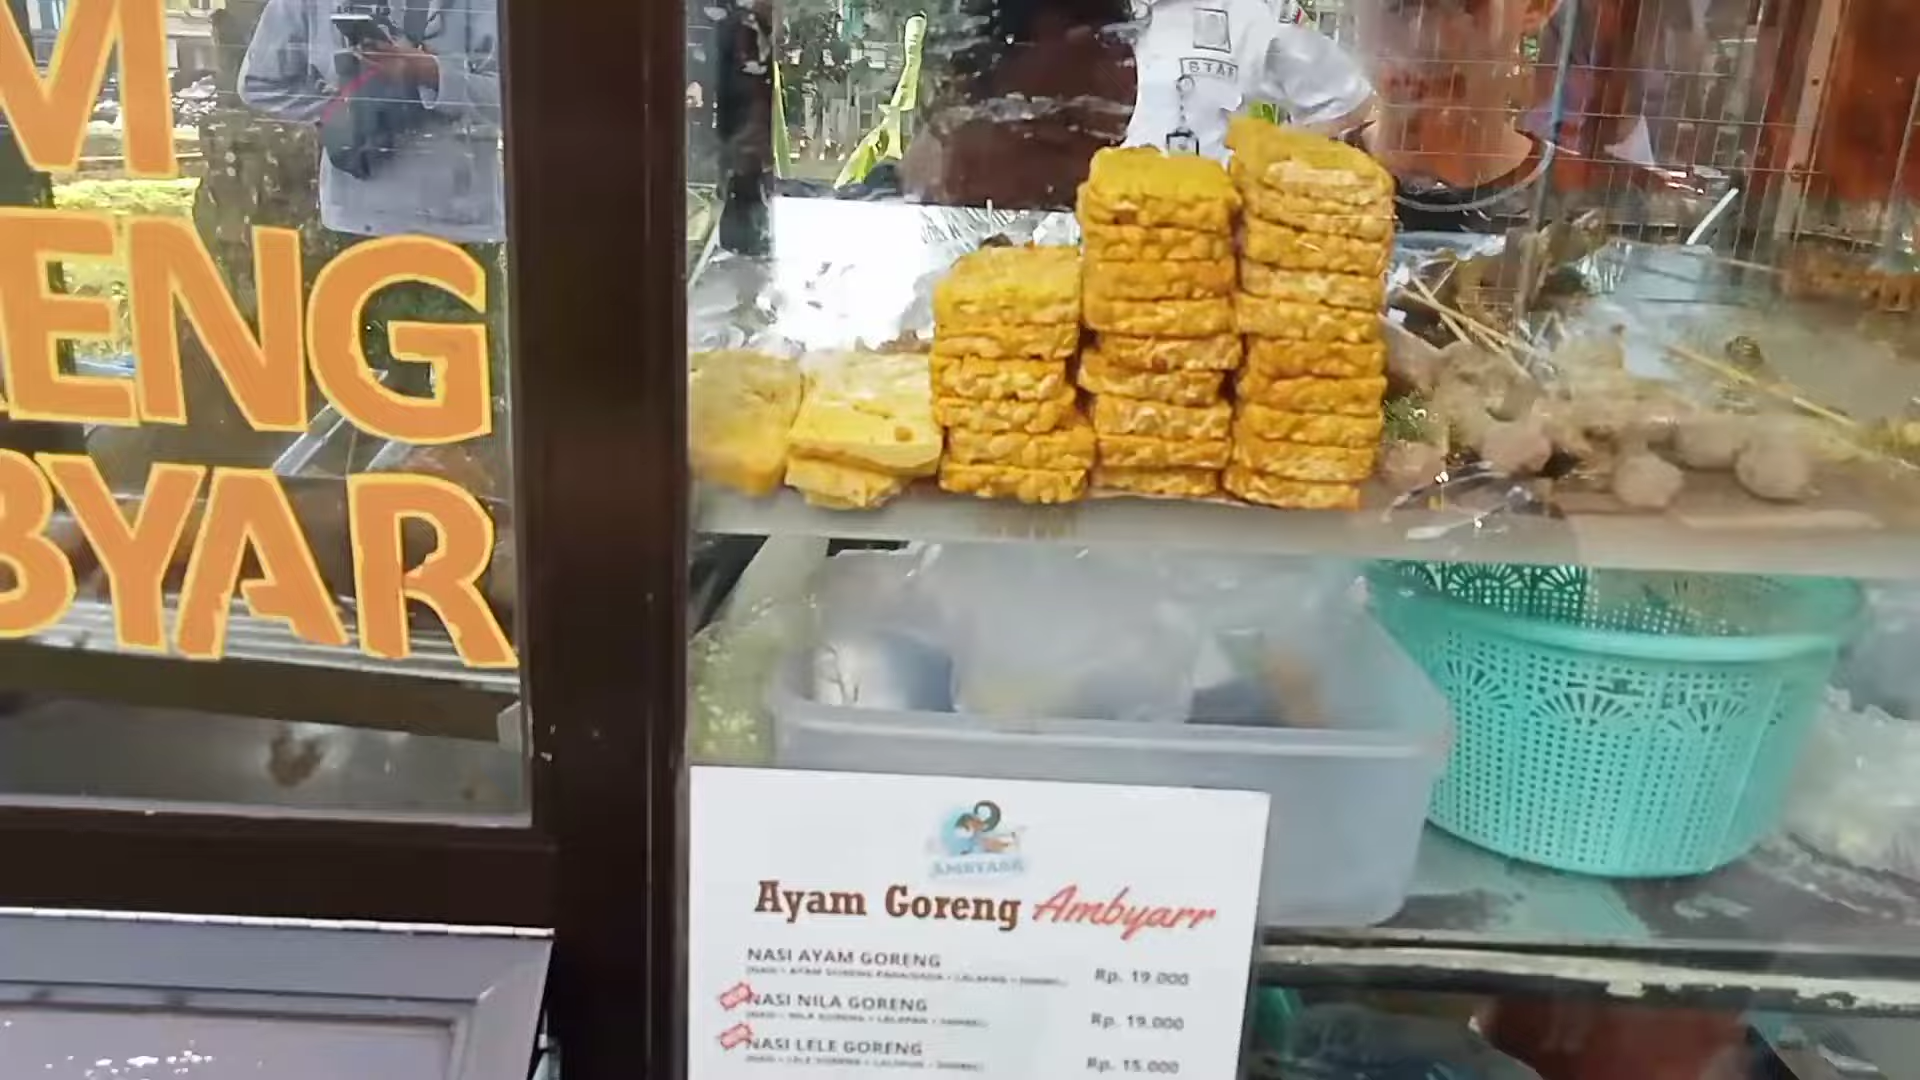 M
ENG
BYAR
STAF
AMBYARR
Ayam Goreng Ambyarr
NASI AYAM GORENG Rp. 19.000
NASI NILA GORENG Rp. 19.000
NASI LELE GORENG Rp. 15.000